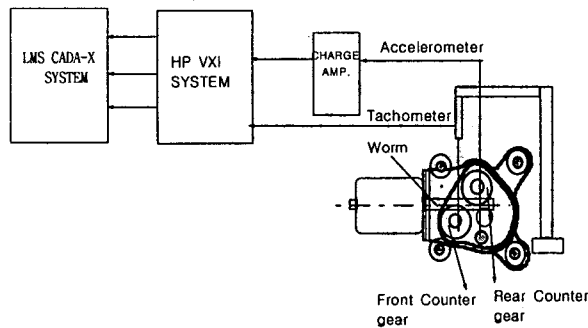 LMS CADA-X
SYSTEM
HP VXI
SYSTEM
CHARGE
AMP.
Accelerometer
Tachometer
Worm
Front Counter
gear
Rear Counter
gear